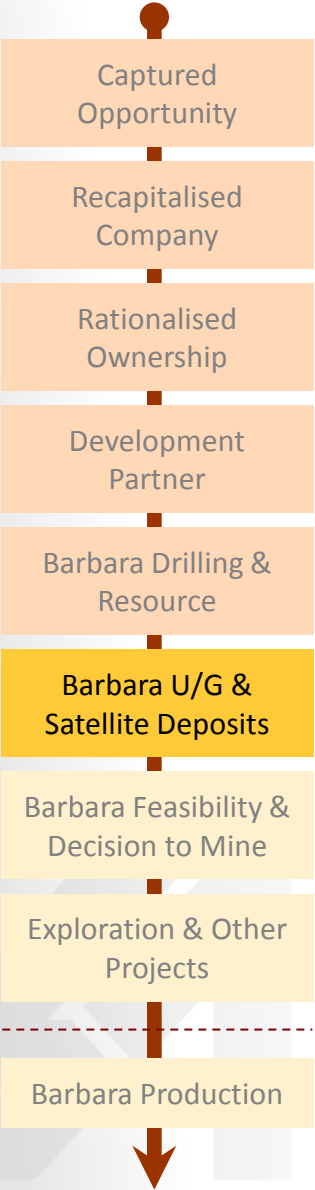 Captured
Opportunity
Recapitalised
Company
Rationalised
Ownership
Development
Partner
Barbara Drilling &
Resource
Barbara U/G &
Satellite Deposits
Barbara Feasibility &
Decision to Mine
Exploration & Other
Projects
Barbara Production